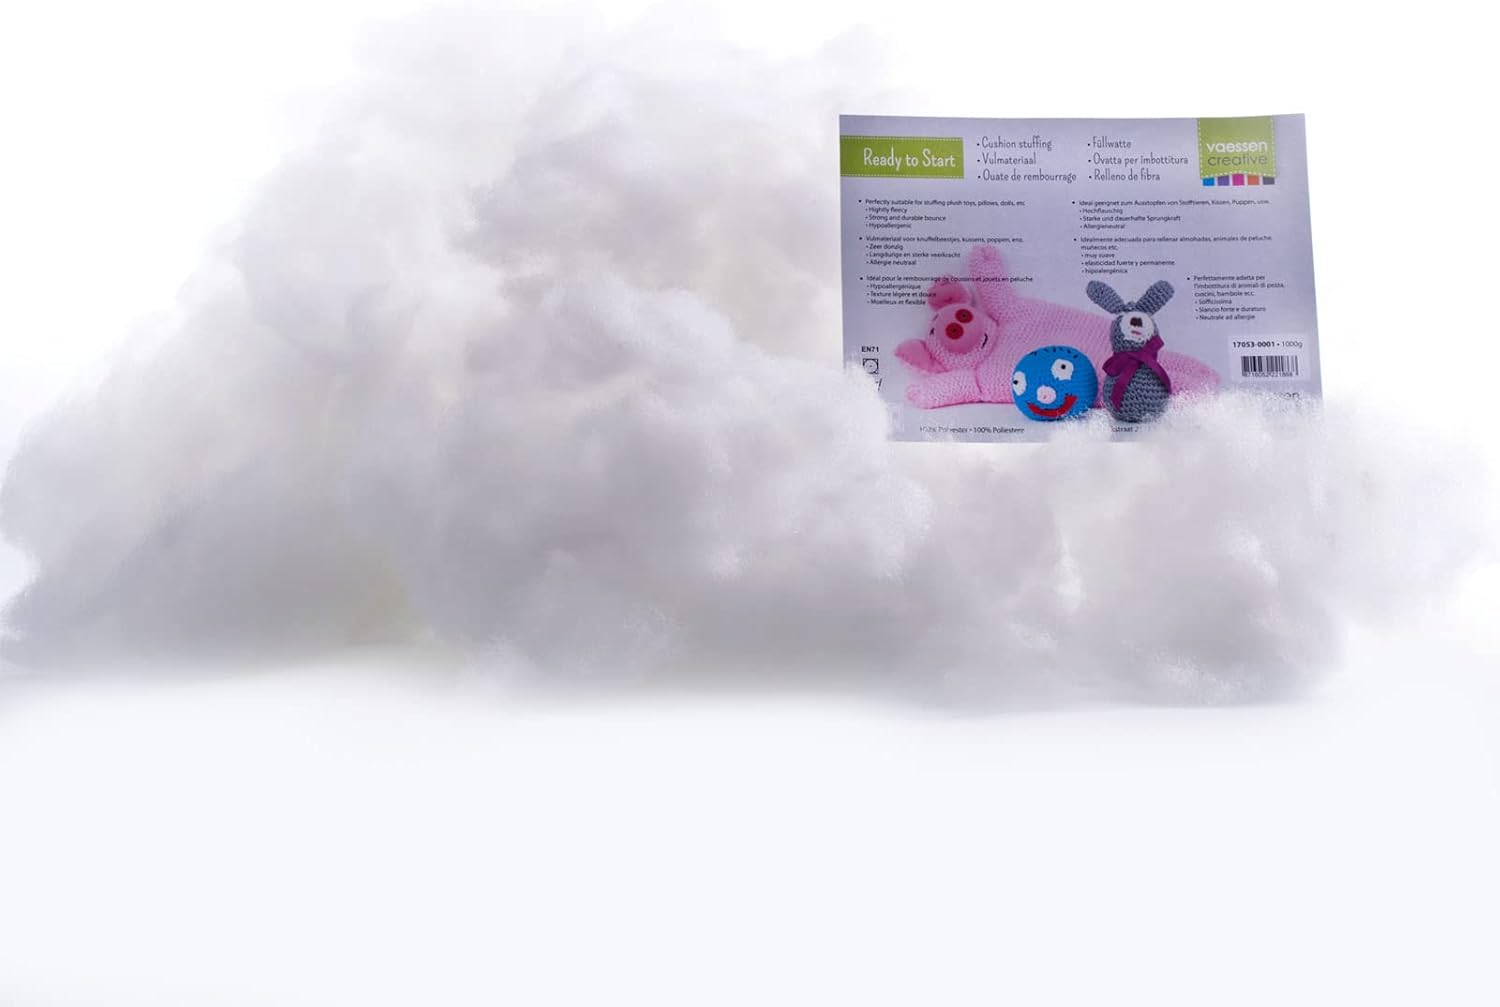 Ready to Start
• Cushion stuffing
• Vulmateriaal
• Ouate de rembourrage
• Füllwatte
• Ovatta per imbottitura
• Relleno de fibra
vaessen
creative
• Perfectly suitable for stuffing plush toys, pillows, dolls, etc
• Highly fleecy
• Strong and durable bounce
• Hypoallergenic
• Vulmateriaal voor knuffelbeestjes, kussens, poppen, enz.
• Zeer donzig
• Langdurige en sterke veerkracht
• Allergie neutraal
• Idéal pour le rembourrage de coussins et jouets en peluche
• Hypoallergénique
• Texture légère et douce
• Moelleux et flexible
• Ideal geeignet zum Ausstopfen von Stofftieren, Kissen, Puppen, usw.
• Hochflauschig
• Starke und dauerhafte Sprungkraft
• Allergieneutral
• Idealmente adecuada para rellenar almohadas, animales de peluche
muñecos etc.
• muy suave
• elasticidad fuerte y permanente
• hipoalergénica
• Perfettamente adatta per
l'imbottitura di animali di pezza,
cuscini, bambole ecc.
• Sofficissima
• Slancio forte e duraturo
• Neutrale ad allergie
EN71
17053-0001 • 1000g
100% Polyester • 100% Poliestere